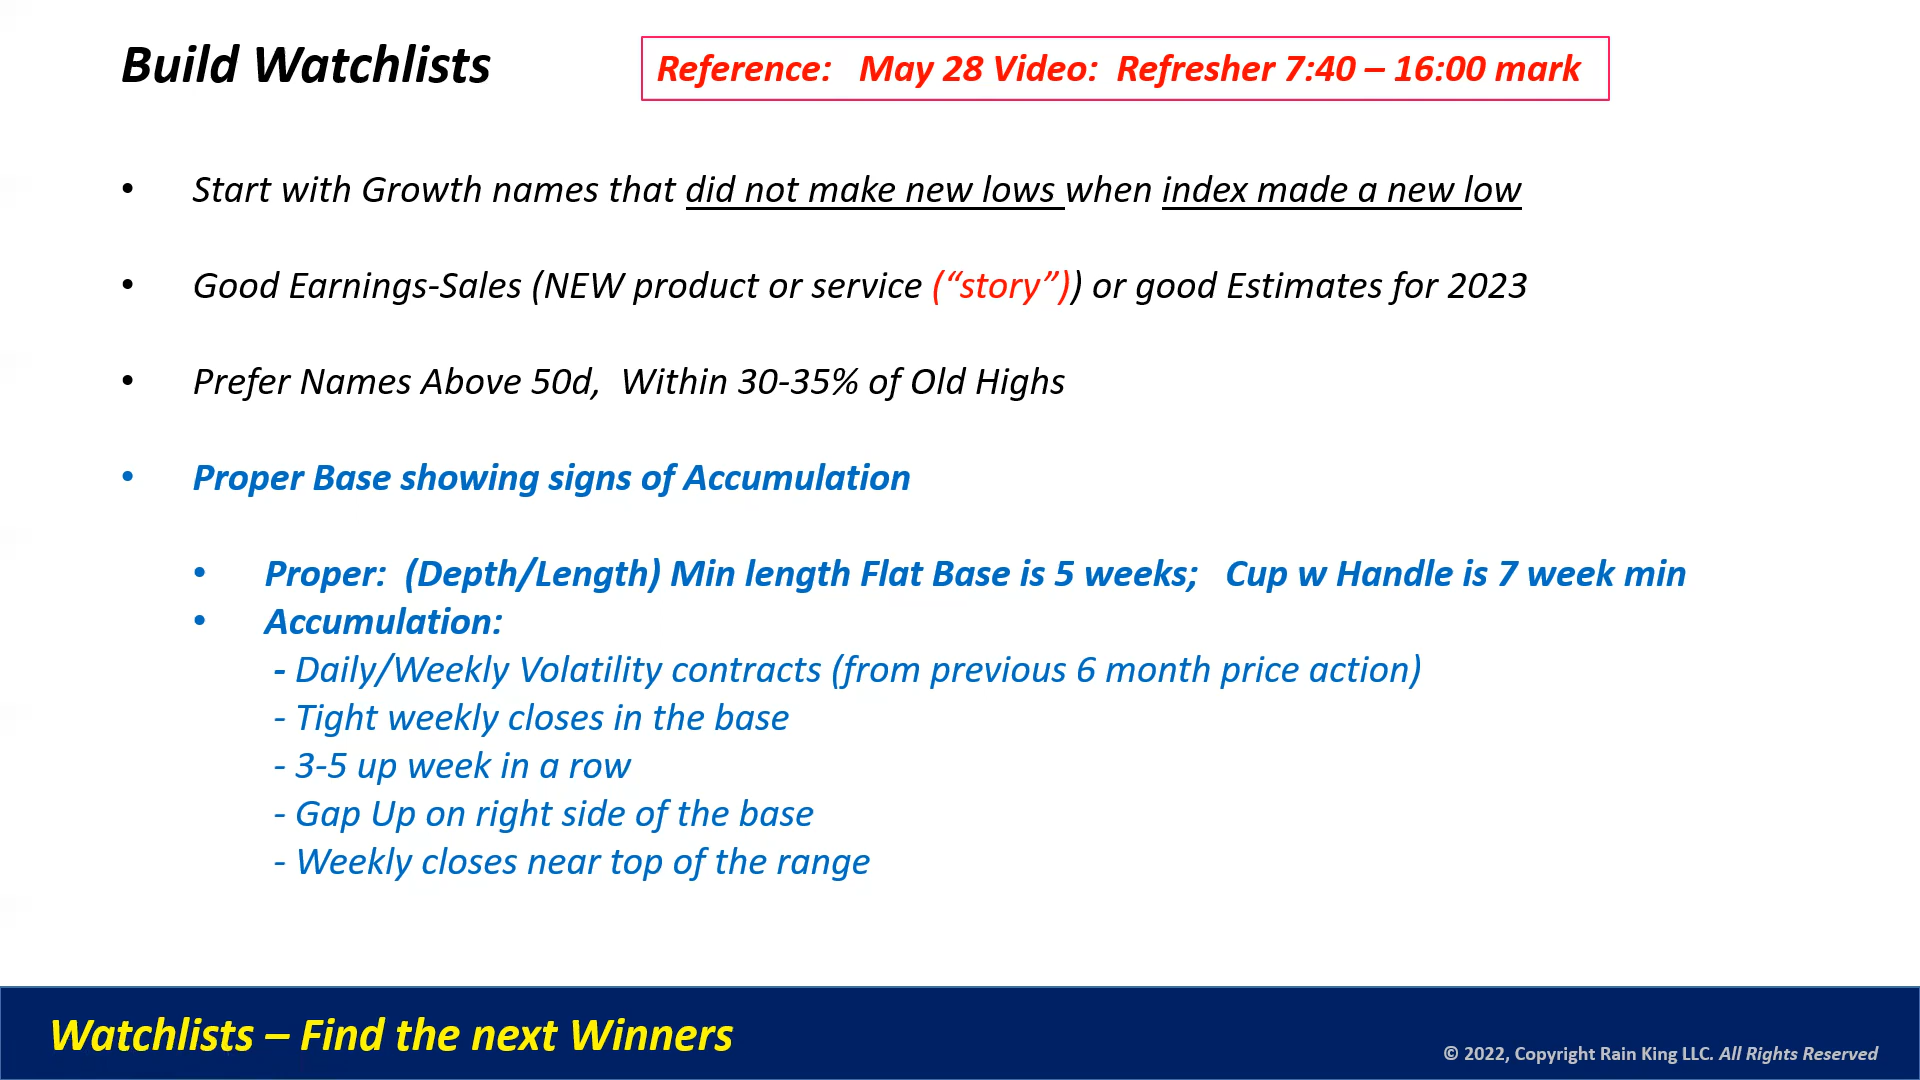 Build Watchlists
Reference: May 28 Video: Refresher 7:40 – 16:00 mark
• Start with Growth names that did not make new lows when index made a new low
• Good Earnings-Sales (NEW product or service (“story”)) or good Estimates for 2023
• Prefer Names Above 50d, Within 30-35% of Old Highs
• Proper Base showing signs of Accumulation
• Proper: (Depth/Length) Min length Flat Base is 5 weeks; Cup w Handle is 7 week min
• Accumulation:
- Daily/Weekly Volatility contracts (from previous 6 month price action)
- Tight weekly closes in the base
- 3-5 up week in a row
- Gap Up on right side of the base
- Weekly closes near top of the range
Watchlists – Find the next Winners
© 2022, Copyright Rain King LLC. All Rights Reserved